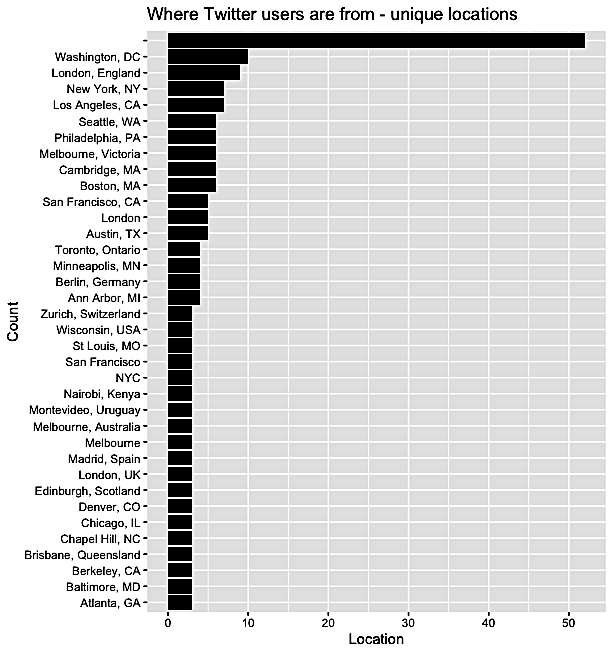 Where Twitter users are from - unique locations
Washington, DC
London, England
New York, NY
Los Angeles, CA
Seattle, WA
Philadelphia, PA
Melbourne, Victoria
Cambridge, MA
Boston, MA
San Francisco, CA
London
Austin, TX
Toronto, Ontario
Minneapolis, MN
Berlin, Germany
Ann Arbor, MI
Zurich, Switzerland
Wisconsin, USA
St Louis, MO
San Francisco
NYC
Nairobi, Kenya
Montevideo, Uruguay
Melbourne, Australia
Melbourne
Madrid, Spain
London, UK
Edinburgh, Scotland
Denver, CO
Chicago, IL
Chapel Hill, NC
Brisbane, Queensland
Berkeley, CA
Baltimore, MD
Atlanta, GA
Count
0 10 20 30 40 50
Location